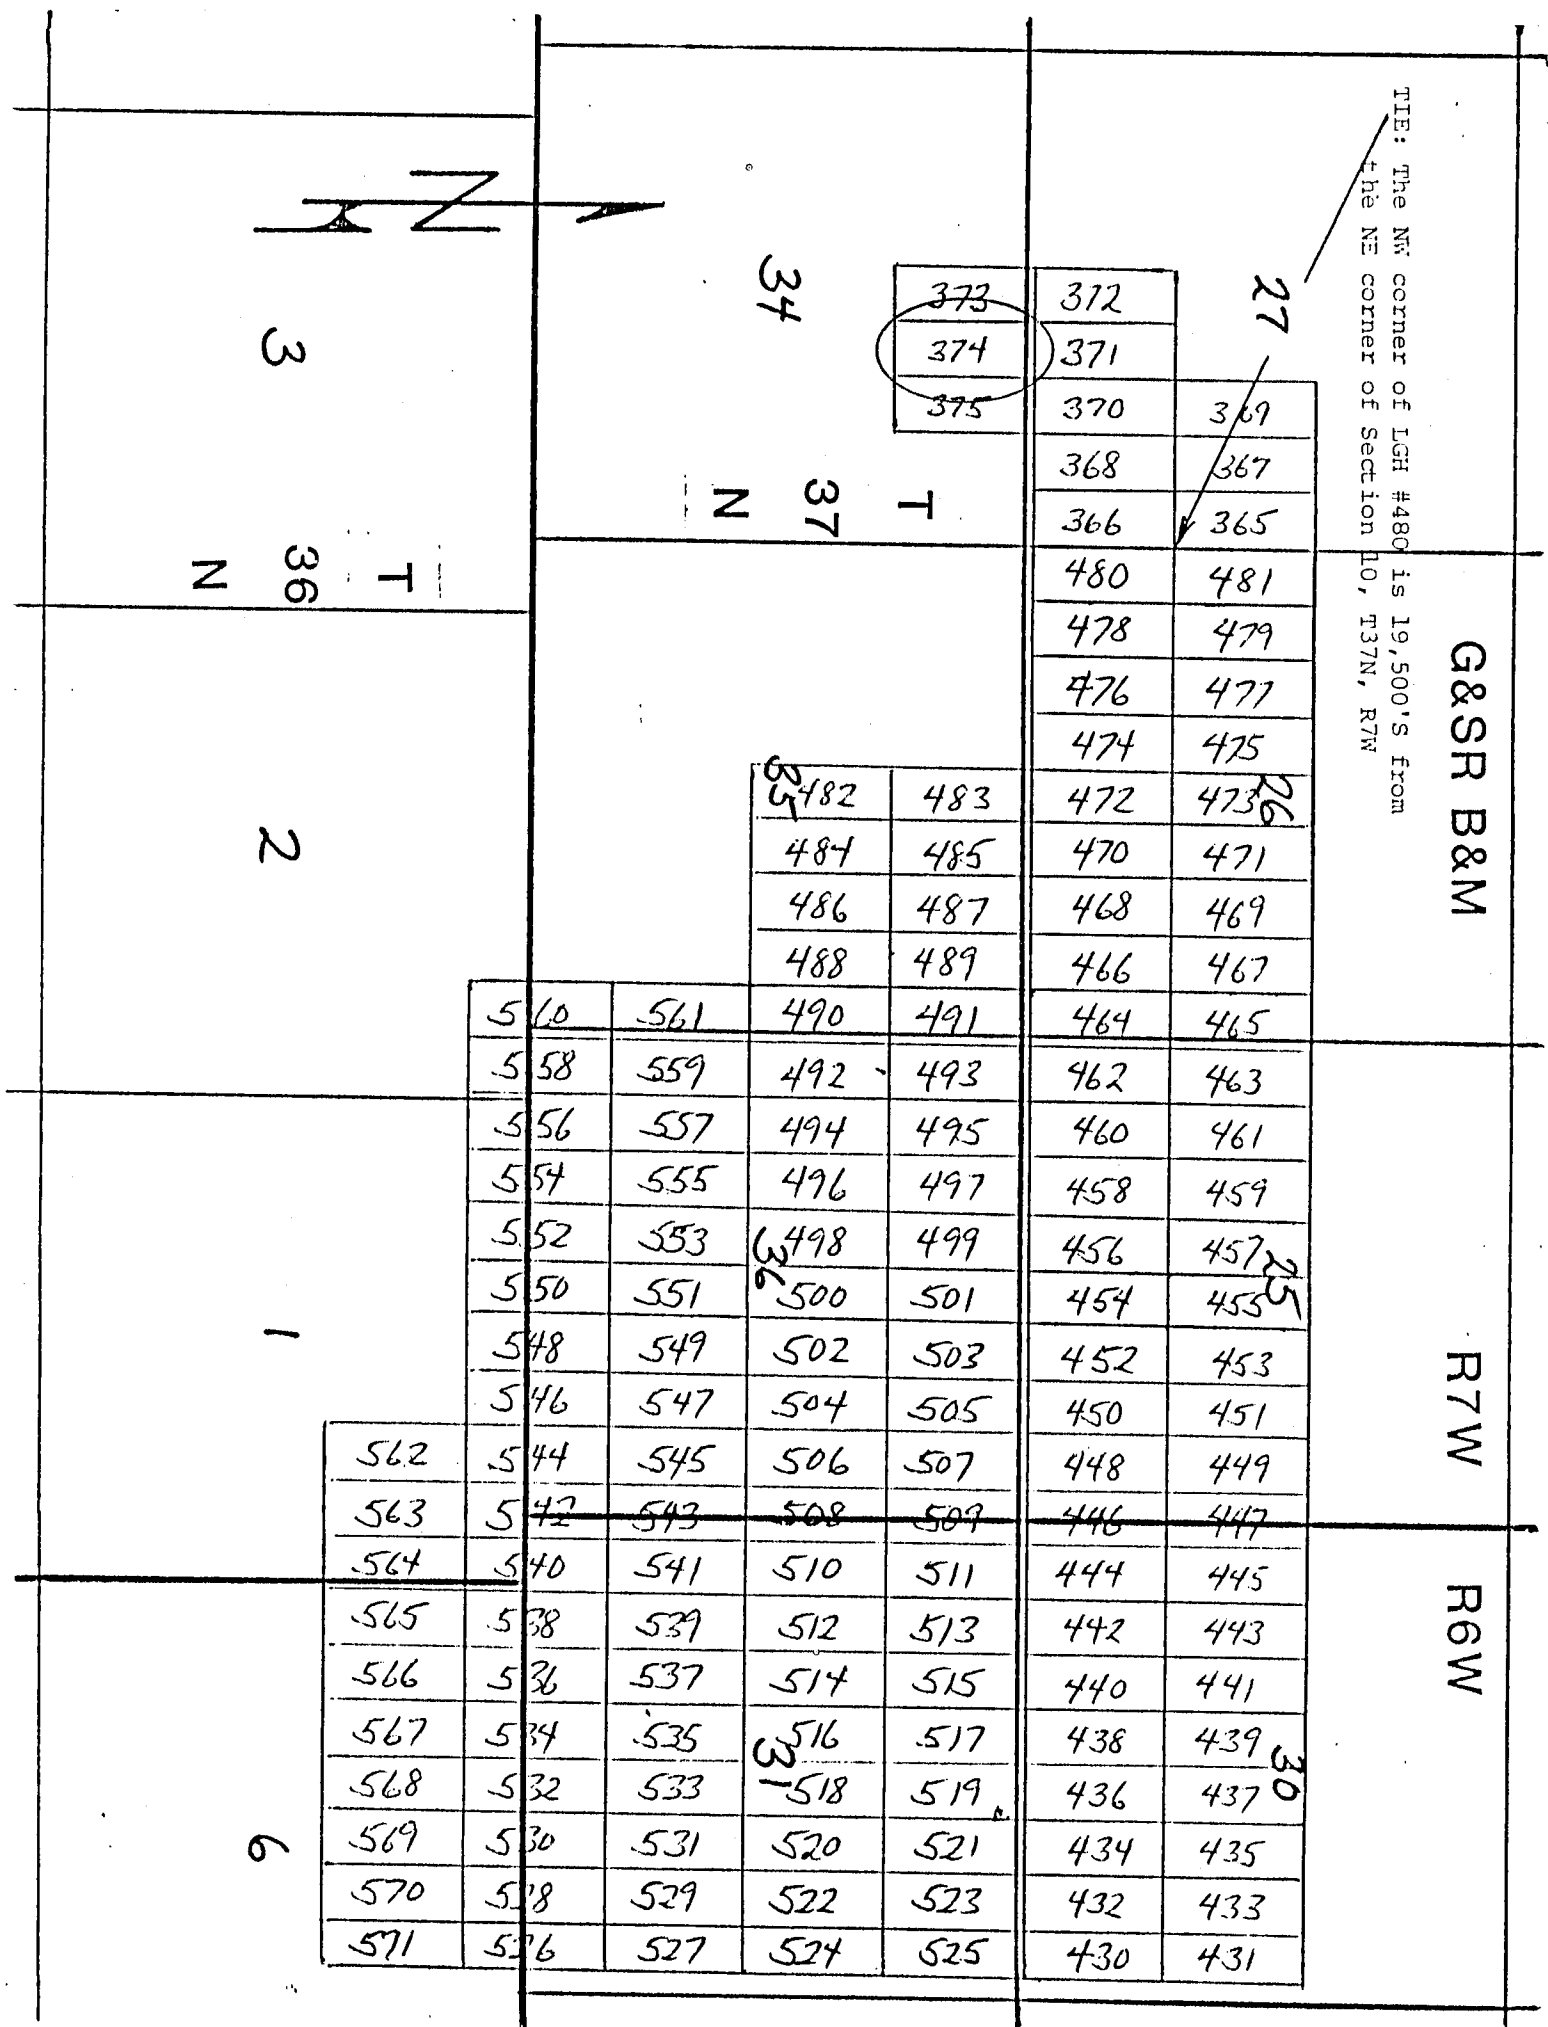 G&SR B&M
R7W
R6W
TIE: The NW corner of LGH #480 is 19,500'S from
the NE corner of Section 10, T37N, R7W
27
34
3
T
37
N
T
36
N
2
1
6
N
26
35
25
36
30
31
373 372
374 371
375 370 369
368 367
366 365
480 481
478 479
476 477
474 475
482 483 472 473
484 485 470 471
486 487 468 469
488 489 466 467
560 561 490 491 464 465
558 559 492 493 462 463
556 557 494 495 460 461
554 555 496 497 458 459
552 553 498 499 456 457
550 551 500 501 454 455
548 549 502 503 452 453
546 547 504 505 450 451
562 544 545 506 507 448 449
563 542 543 508 509 446 447
564 540 541 510 511 444 445
565 538 539 512 513 442 443
566 536 537 514 515 440 441
567 534 535 516 517 438 439
568 532 533 518 519 436 437
569 530 531 520 521 434 435
570 528 529 522 523 432 433
571 526 527 524 525 430 431